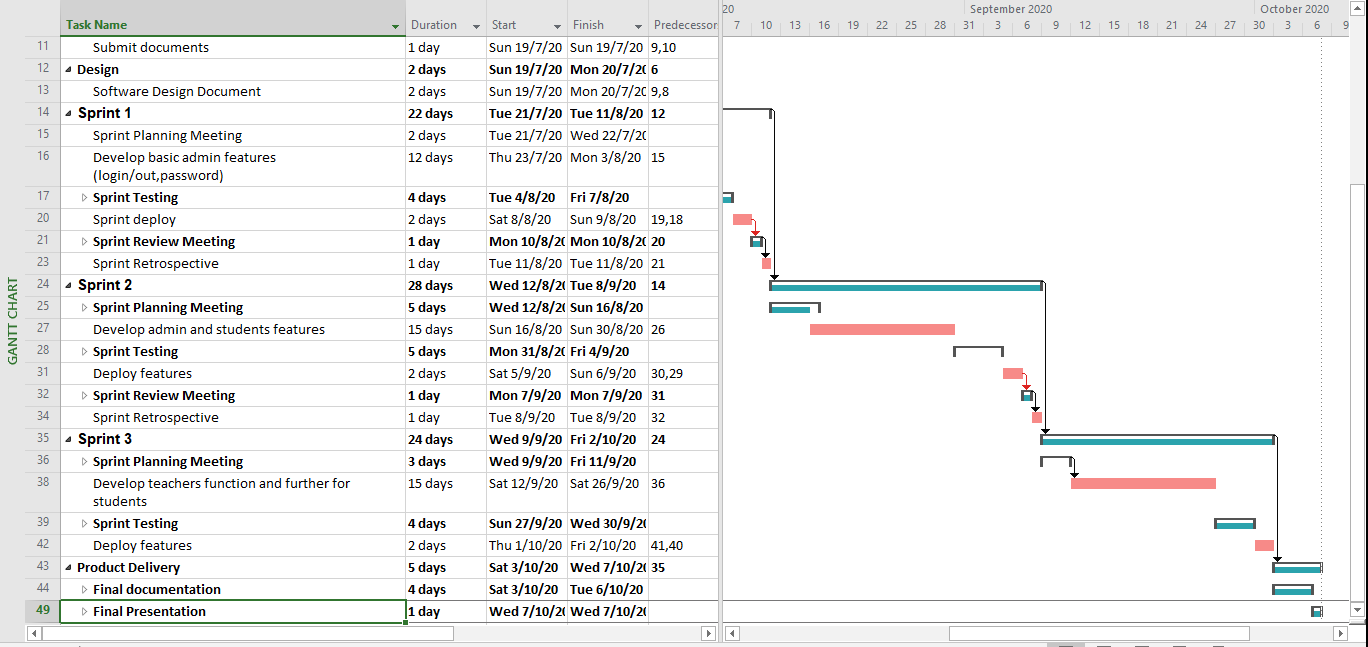 Task Name Duration Start Finish Predecessor
20 September 2020 October 2020
7 10 13 16 19 22 25 28 31 3 6 9 12 15 18 21 24 27 30 3 6 9
GANTT CHART
11 Submit documents 1 day Sun 19/7/20 Sun 19/7/20 9,10
12 Design 2 days Sun 19/7/20 Mon 20/7/20 6
13 Software Design Document 2 days Sun 19/7/20 Mon 20/7/20 9,8
14 Sprint 1 22 days Tue 21/7/20 Tue 11/8/20 12
15 Sprint Planning Meeting 2 days Tue 21/7/20 Wed 22/7/20
16 Develop basic admin features 12 days Thu 23/7/20 Mon 3/8/20 15
(login/out,password)
17 Sprint Testing 4 days Tue 4/8/20 Fri 7/8/20
20 Sprint deploy 2 days Sat 8/8/20 Sun 9/8/20 19,18
21 Sprint Review Meeting 1 day Mon 10/8/20 Mon 10/8/20 20
23 Sprint Retrospective 1 day Tue 11/8/20 Tue 11/8/20 21
24 Sprint 2 28 days Wed 12/8/20 Tue 8/9/20 14
25 Sprint Planning Meeting 5 days Wed 12/8/20 Sun 16/8/20
27 Develop admin and students features 15 days Sun 16/8/20 Sun 30/8/20 26
28 Sprint Testing 5 days Mon 31/8/20 Fri 4/9/20
31 Deploy features 2 days Sat 5/9/20 Sun 6/9/20 30,29
32 Sprint Review Meeting 1 day Mon 7/9/20 Mon 7/9/20 31
34 Sprint Retrospective 1 day Tue 8/9/20 Tue 8/9/20 32
35 Sprint 3 24 days Wed 9/9/20 Fri 2/10/20 24
36 Sprint Planning Meeting 3 days Wed 9/9/20 Fri 11/9/20
38 Develop teachers function and further for 15 days Sat 12/9/20 Sat 26/9/20 36
students
39 Sprint Testing 4 days Sun 27/9/20 Wed 30/9/20
42 Deploy features 2 days Thu 1/10/20 Fri 2/10/20 41,40
43 Product Delivery 5 days Sat 3/10/20 Wed 7/10/20 35
44 Final documentation 4 days Sat 3/10/20 Tue 6/10/20
49 Final Presentation 1 day Wed 7/10/20 Wed 7/10/20